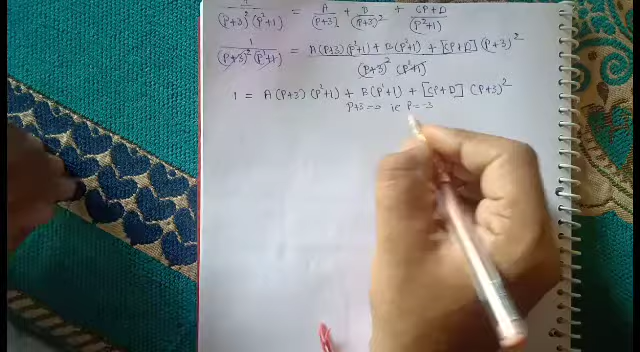 1/((P+3)²(P²+1)) = A/(P+3) + B/(P+3)² + CP+D/(P²+1)
1/((P+3)²(P²+1)) = A(P+3)(P²+1) + B(P²+1) + [CP+D](P+3)²/((P+3)²(P²+1))
1 = A(P+3)(P²+1) + B(P²+1) + [CP+D](P+3)²
P+3=0 ie P=-3